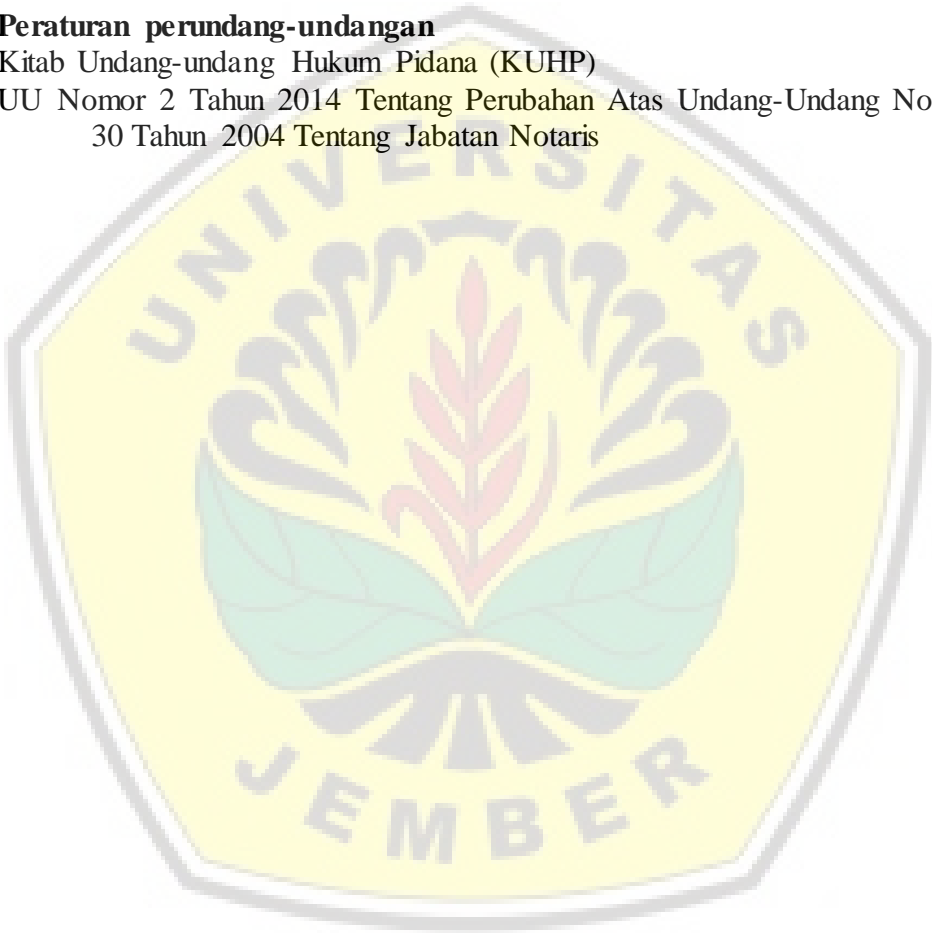 Peraturan perundang-undangan
Kitab Undang-undang Hukum Pidana (KUHP)
UU Nomor 2 Tahun 2014 Tentang Perubahan Atas Undang-Undang No
30 Tahun 2004 Tentang Jabatan Notaris
UNIVERSITAS
JEMBER